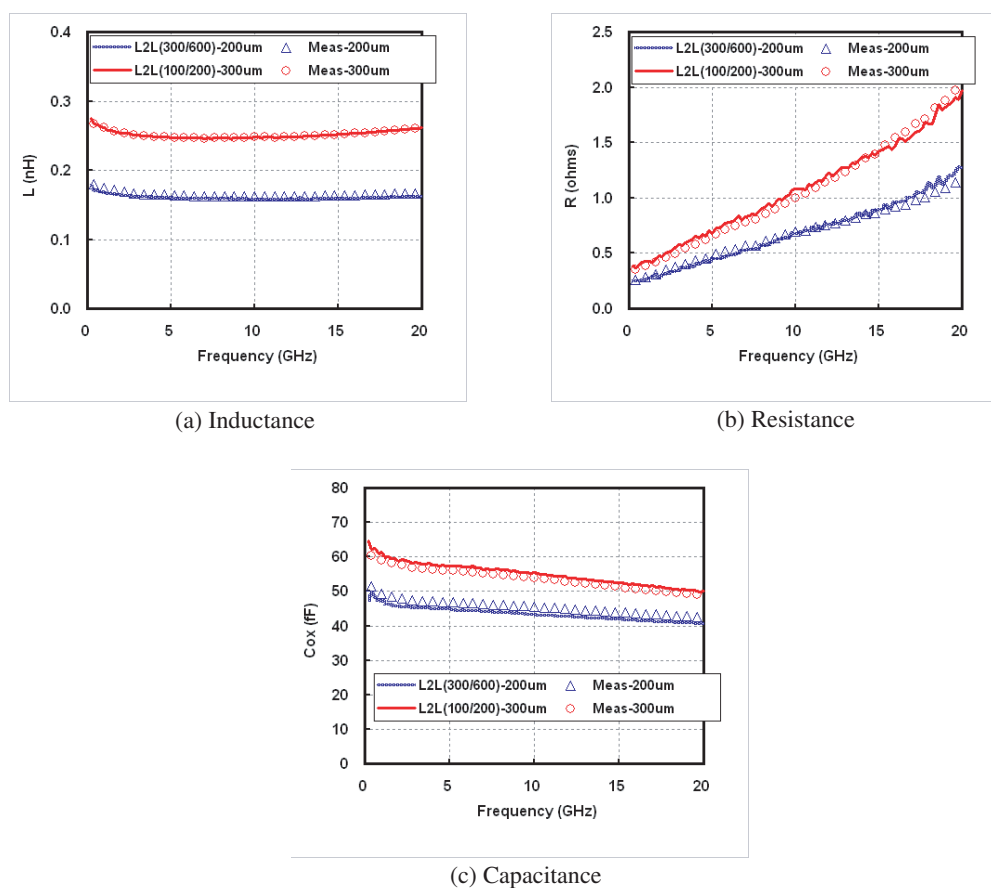 0.4
0.3
0.2
0.1
0.0
L (nH)
L2L(300/600)-200um Meas-200um
L2L(100/200)-300um Meas-300um
0 5 10 15 20
Frequency (GHz)
(a) Inductance
2.5
2.0
1.5
1.0
0.5
0.0
R (ohms)
L2L(300/600)-200um Meas-200um
L2L(100/200)-300um Meas-300um
0 5 10 15 20
Frequency (GHz)
(b) Resistance
80
70
60
50
40
30
20
10
0
Cox (fF)
L2L(300/600)-200um Meas-200um
L2L(100/200)-300um Meas-300um
0 5 10 15 20
Frequency (GHz)
(c) Capacitance